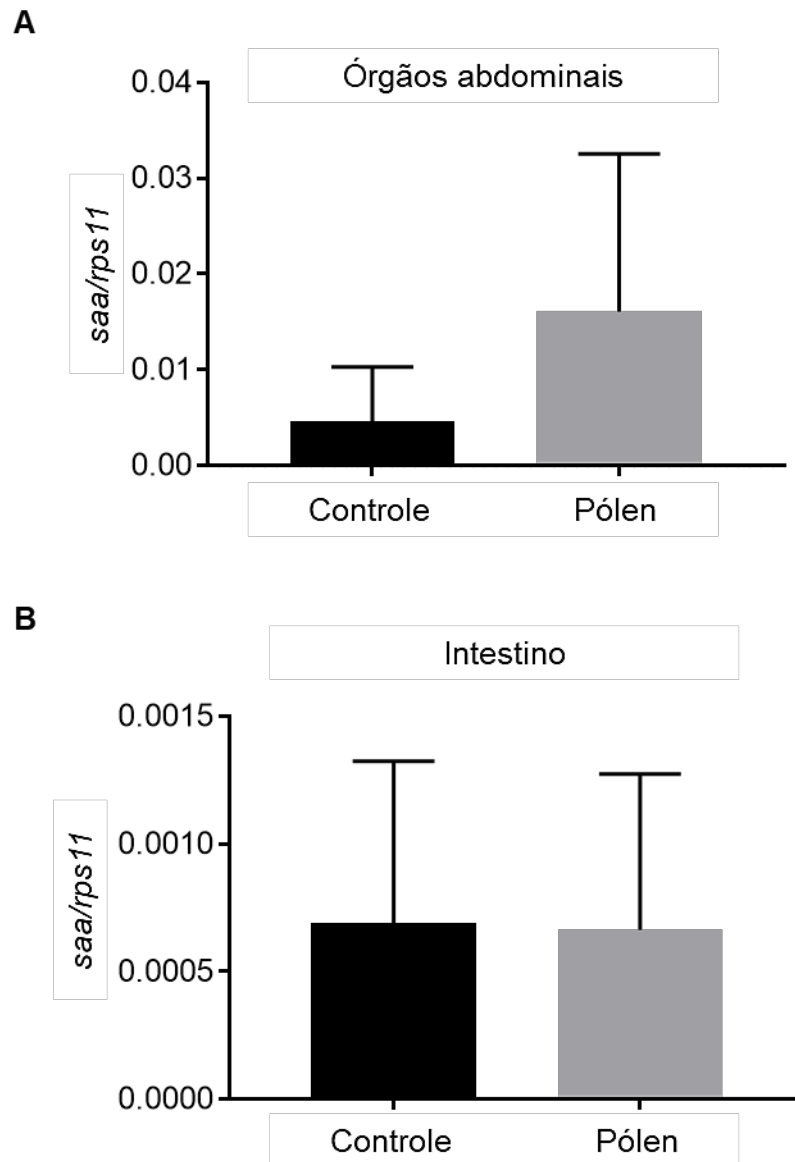 A
Órgãos abdominais
saa/rps11
0.04
0.03
0.02
0.01
0.00
Controle Pólen
B
Intestino
saa/rps11
0.0015
0.0010
0.0005
0.0000
Controle Pólen